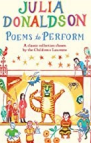 JULIA
DONALDSON
POEMS to PERFORM
A classic collection chosen
by the Children's Laureate